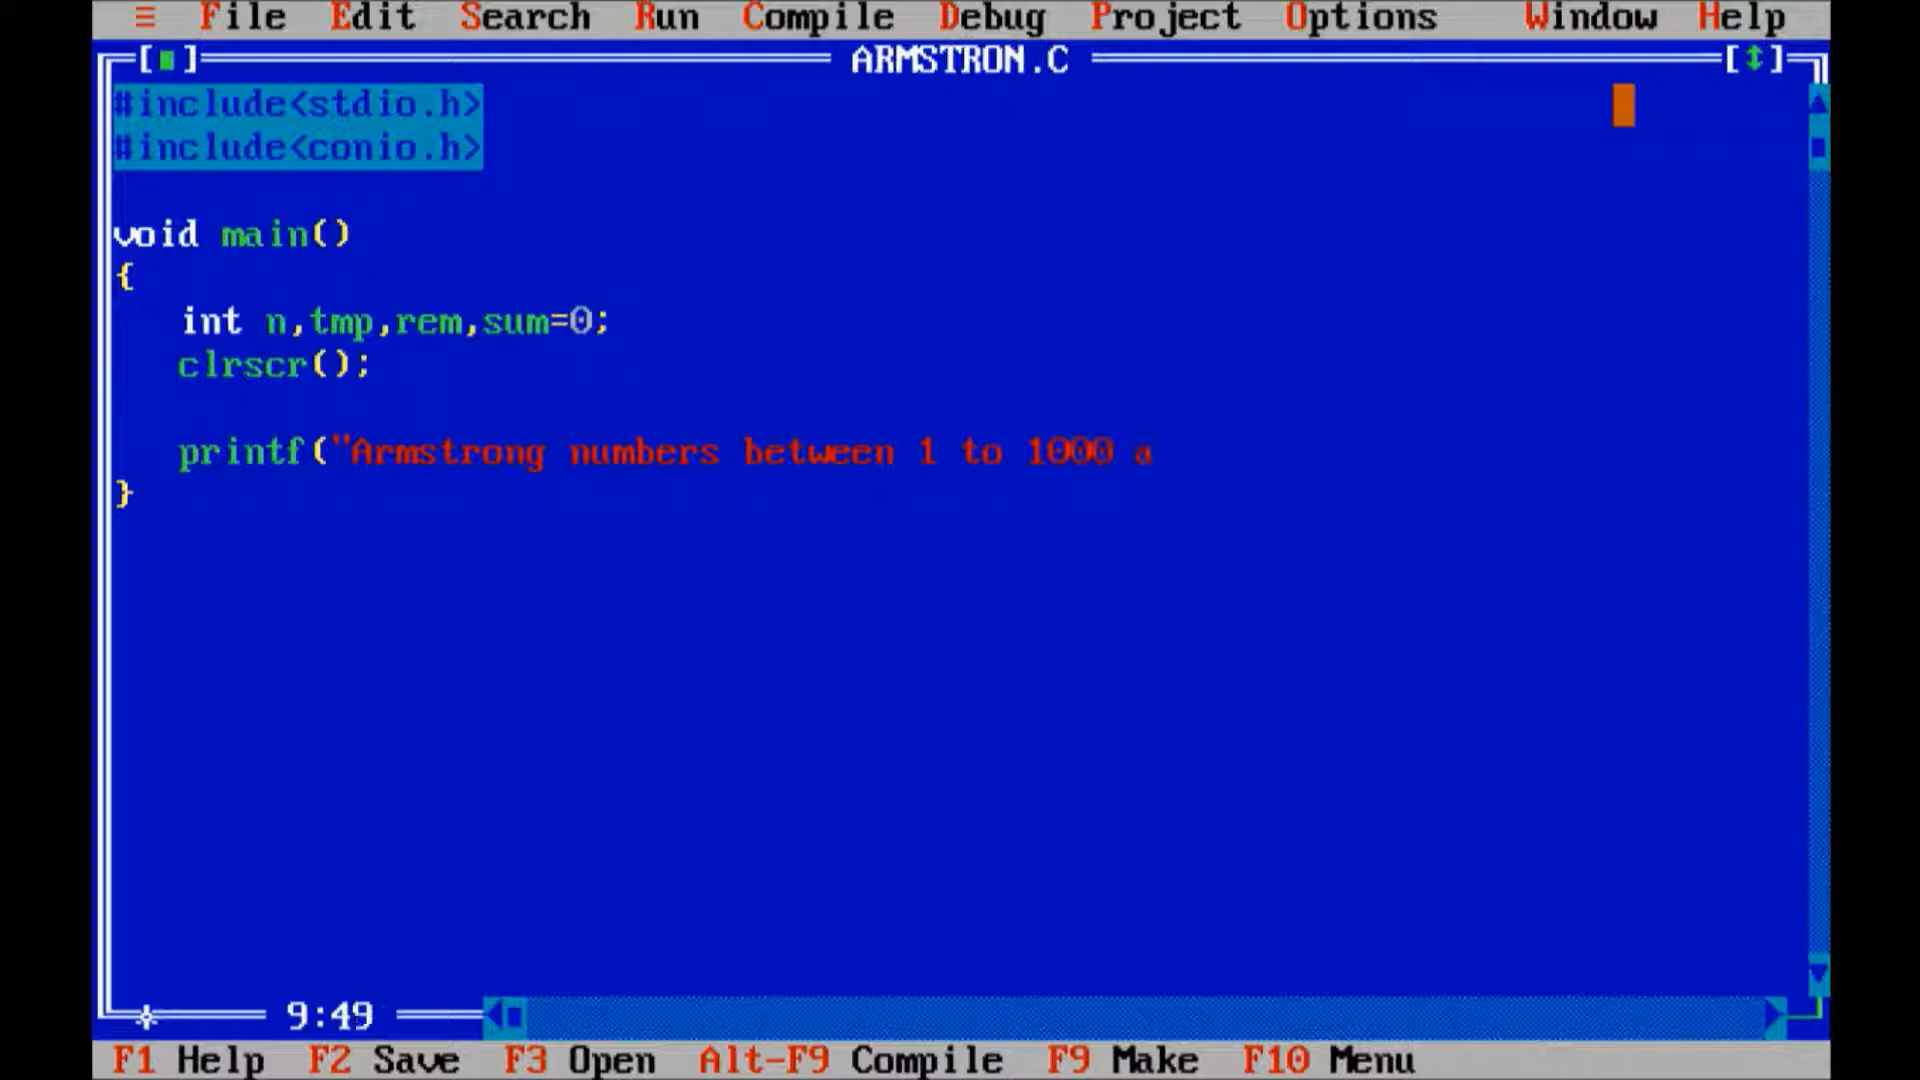 ≡ File Edit Search Run Compile Debug Project Options Window Help
[■] ARMSTRON.C [↕]
#include<stdio.h>
#include<conio.h>
void main()
{
int n,tmp,rem,sum=0;
clrscr();
printf("Armstrong numbers between 1 to 1000 a
}
9:49
F1 Help F2 Save F3 Open Alt-F9 Compile F9 Make F10 Menu